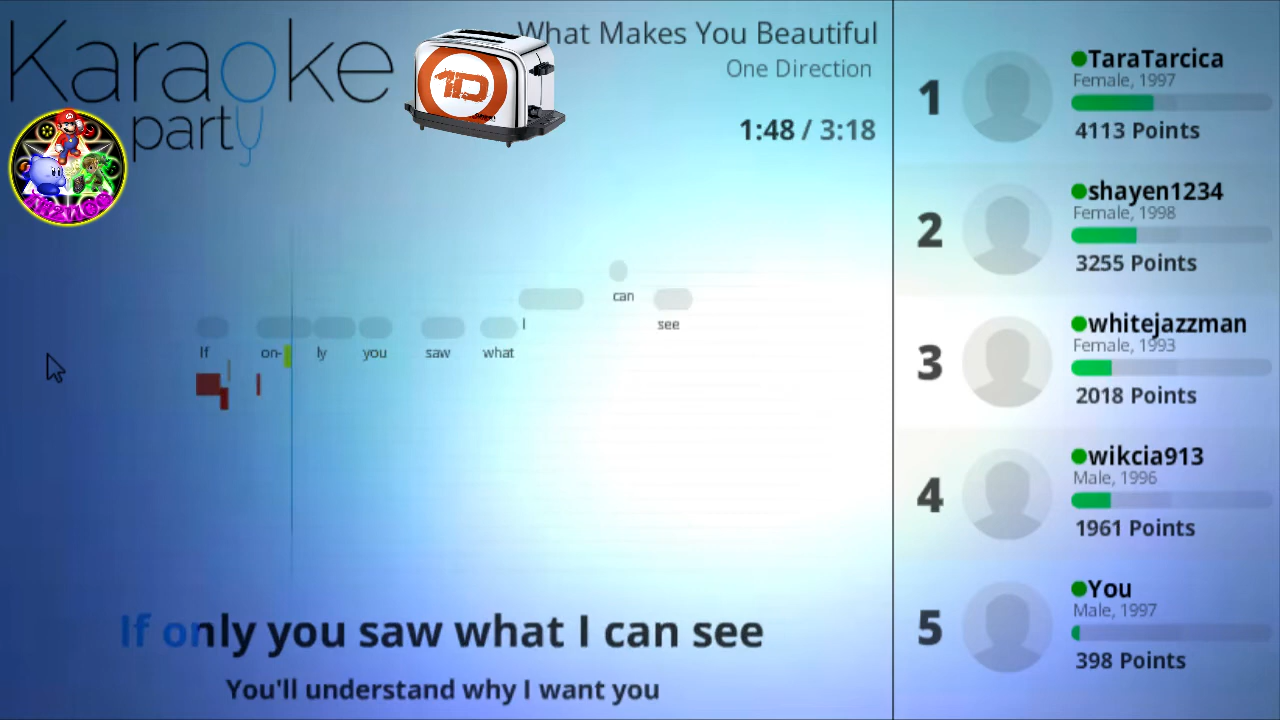 Karaoke
party
1D
What Makes You Beautiful
One Direction
1:48 / 3:18
If on- ly you saw what I can see
If only you saw what I can see
You'll understand why I want you
1
TaraTarcica
Female, 1997
4113 Points
2
shayen1234
Female, 1998
3255 Points
3
whitejazzman
Female, 1993
2018 Points
4
wikcia913
Male, 1996
1961 Points
5
You
Male, 1997
398 Points